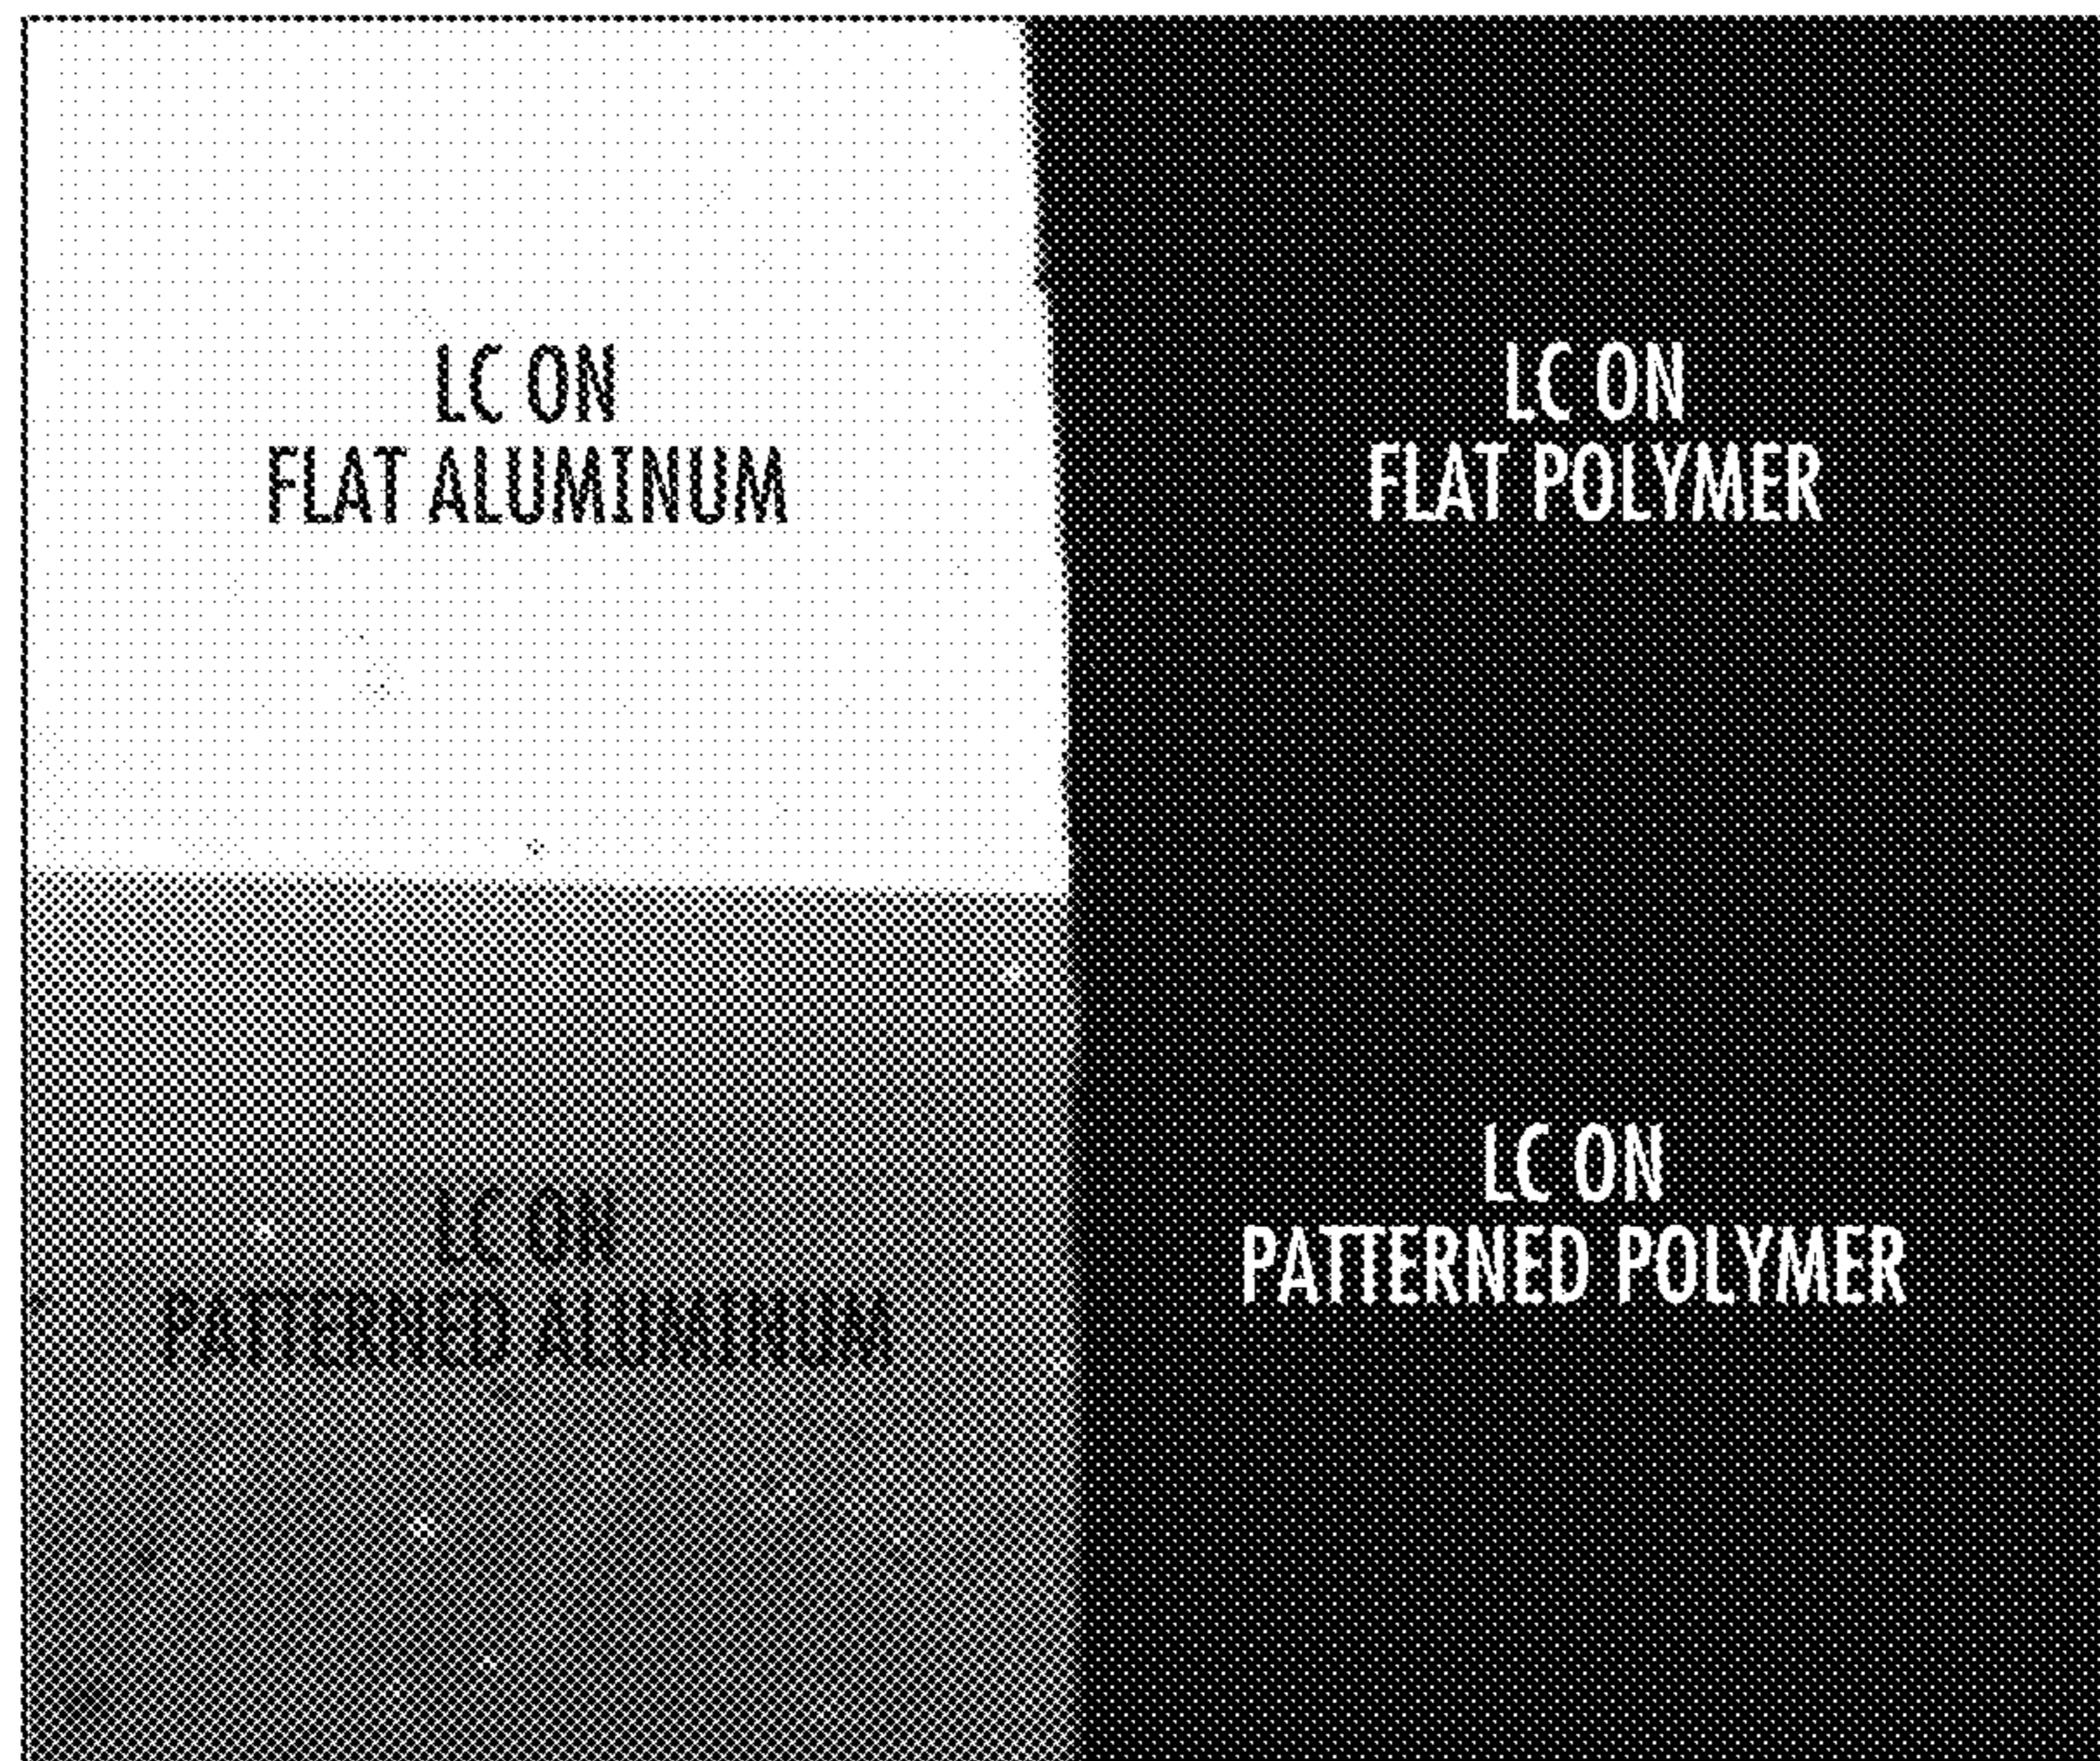 LC ON
FLAT ALUMINUM
LC ON
FLAT POLYMER
LC ON
PATTERNED ALUMINUM
LC ON
PATTERNED POLYMER